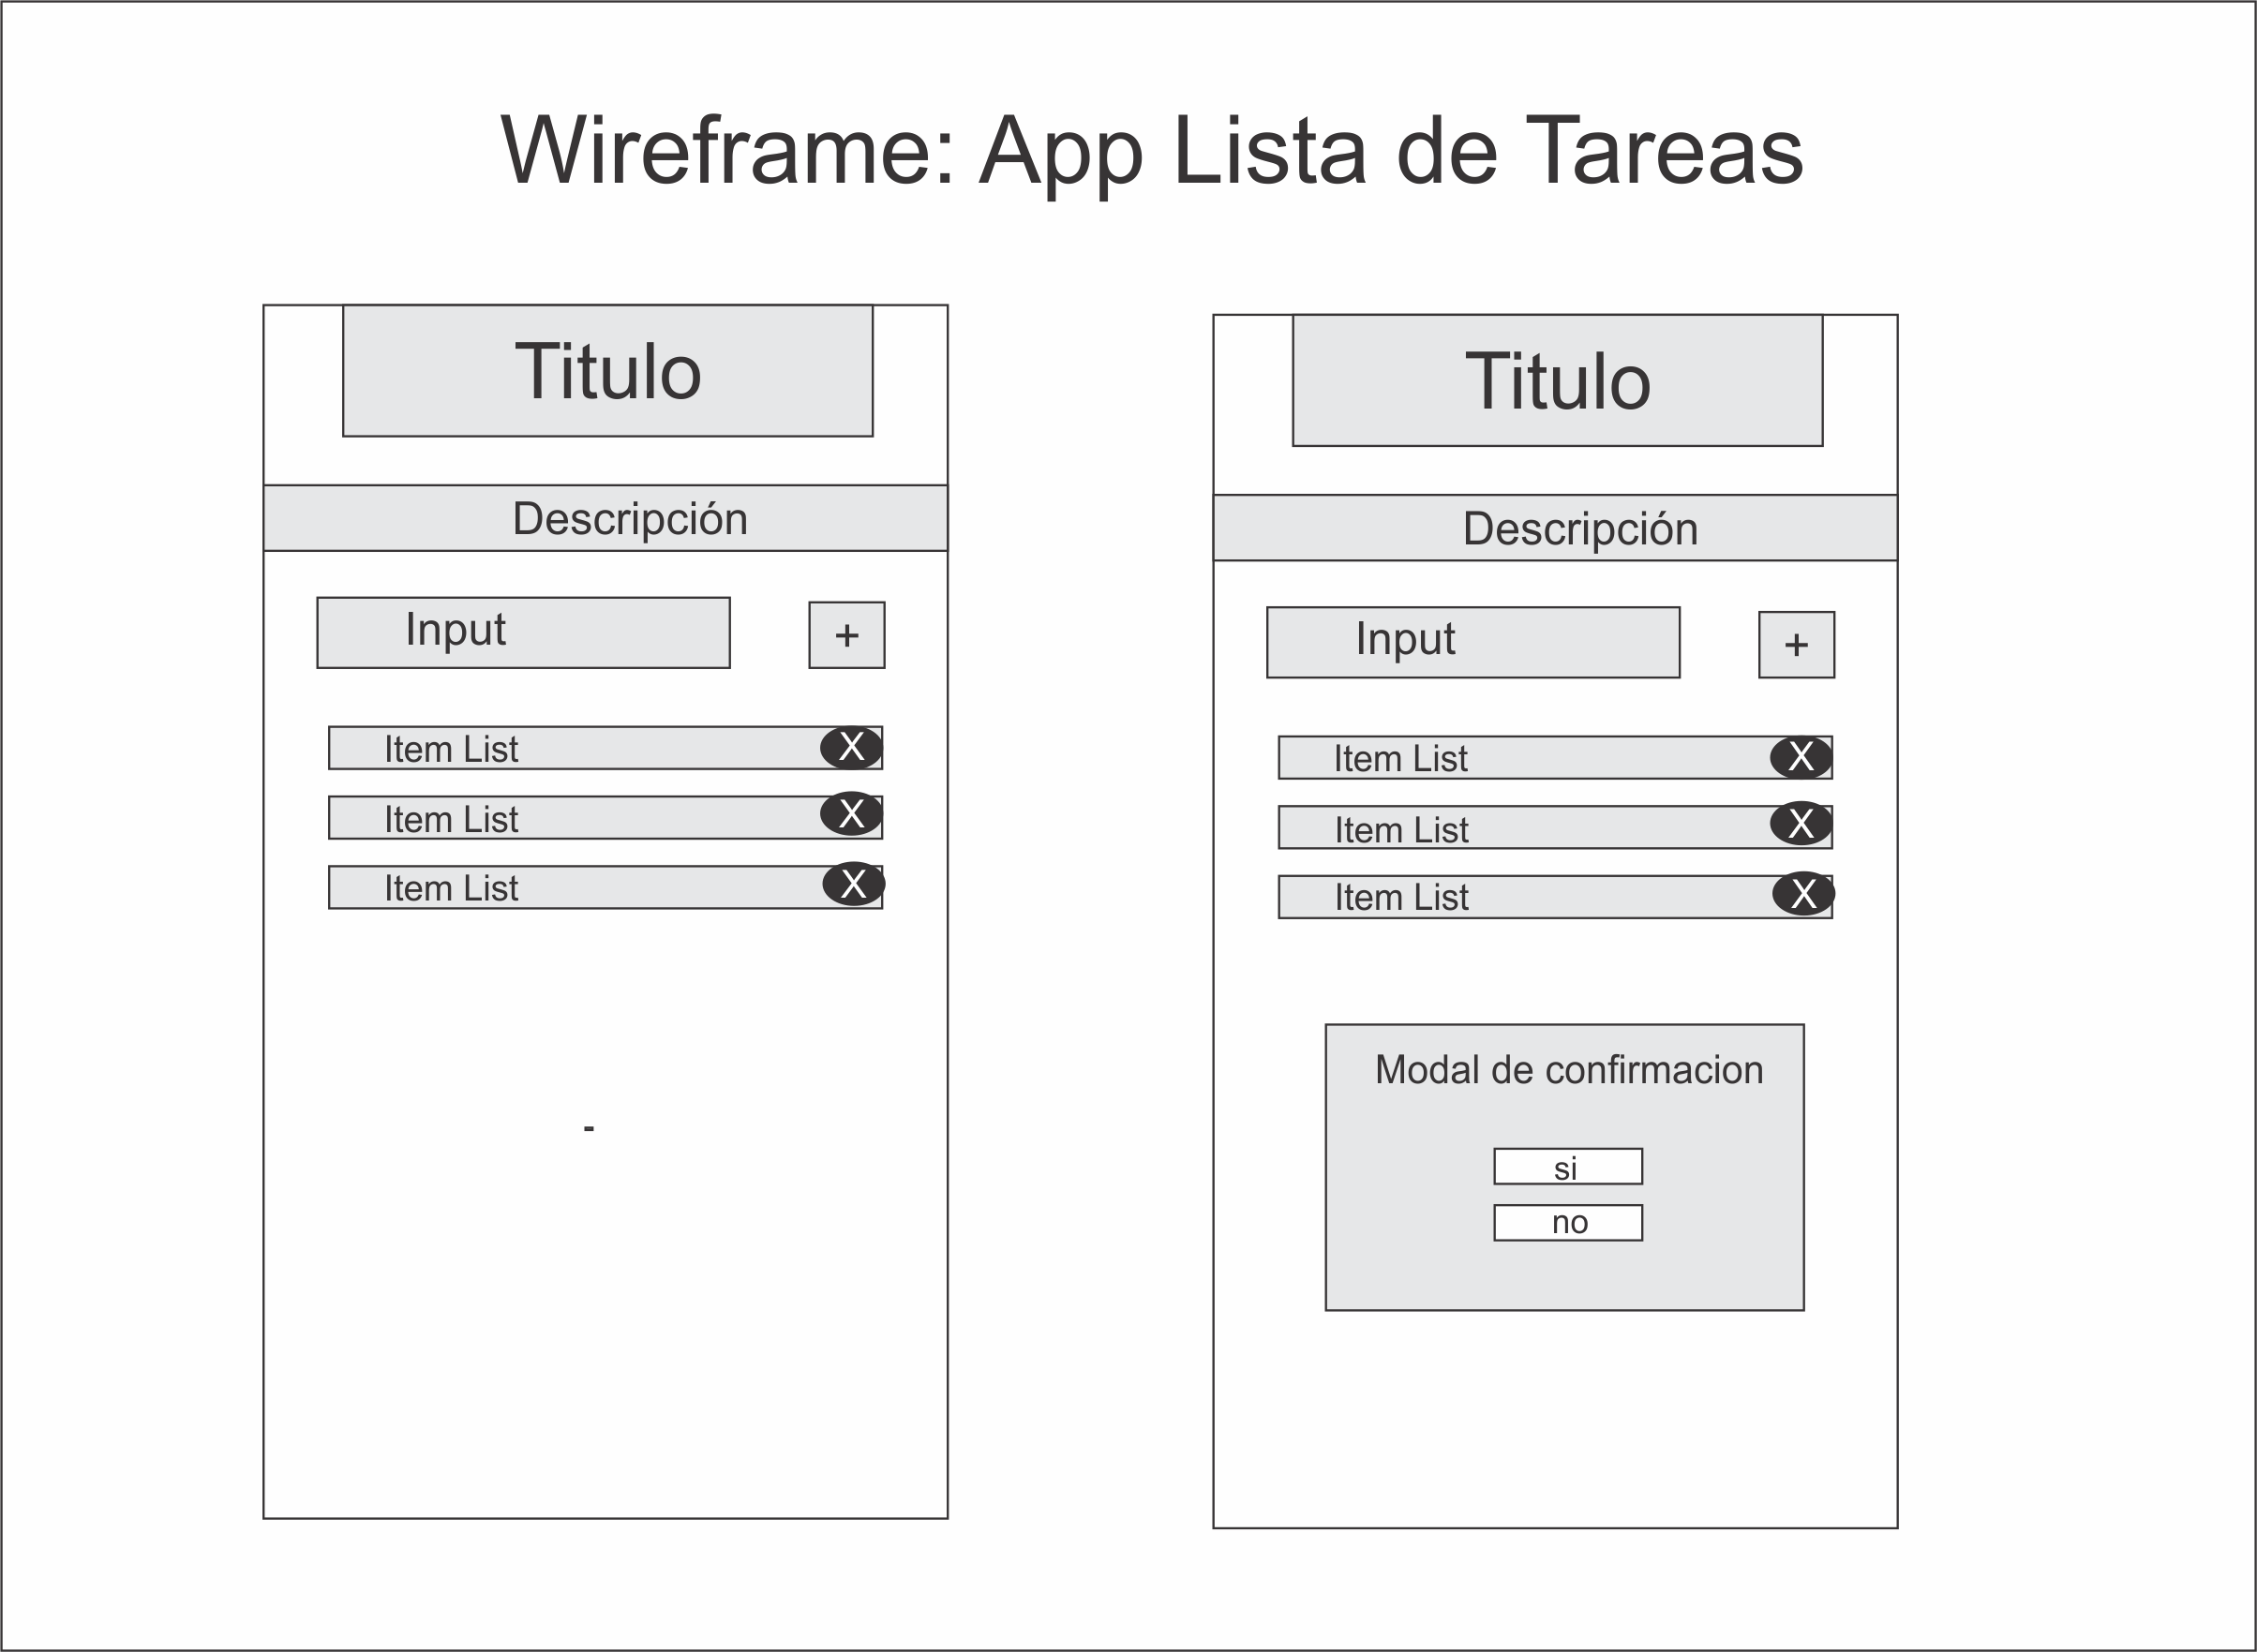 Wireframe: App Lista de Tareas
Titulo
Descripción
Input
+
Item List X
Item List X
Item List X
-
Titulo
Descripción
Input
+
Item List X
Item List X
Item List X
Modal de confirmacion
si
no